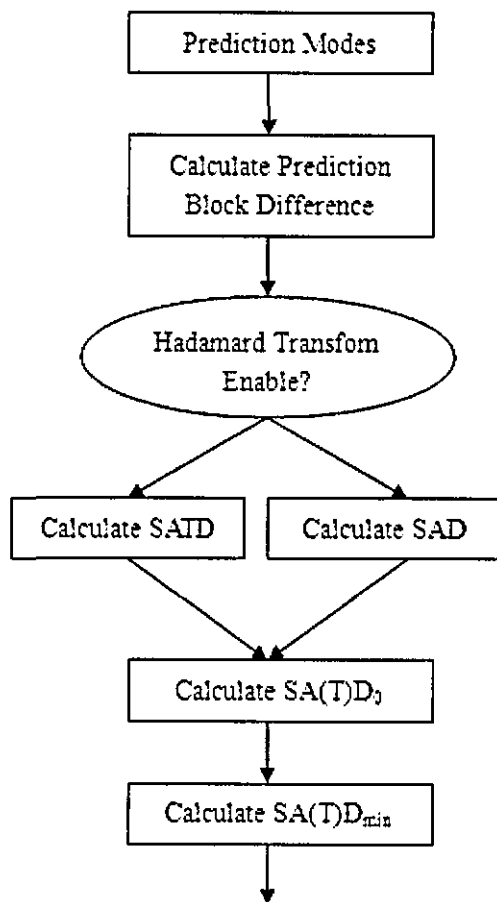 Prediction Modes
Calculate Prediction
Block Difference
Hadamard Transfom
Enable?
Calculate SATD
Calculate SAD
Calculate SA(T)D₀
Calculate SA(T)Dₘᵢₙ